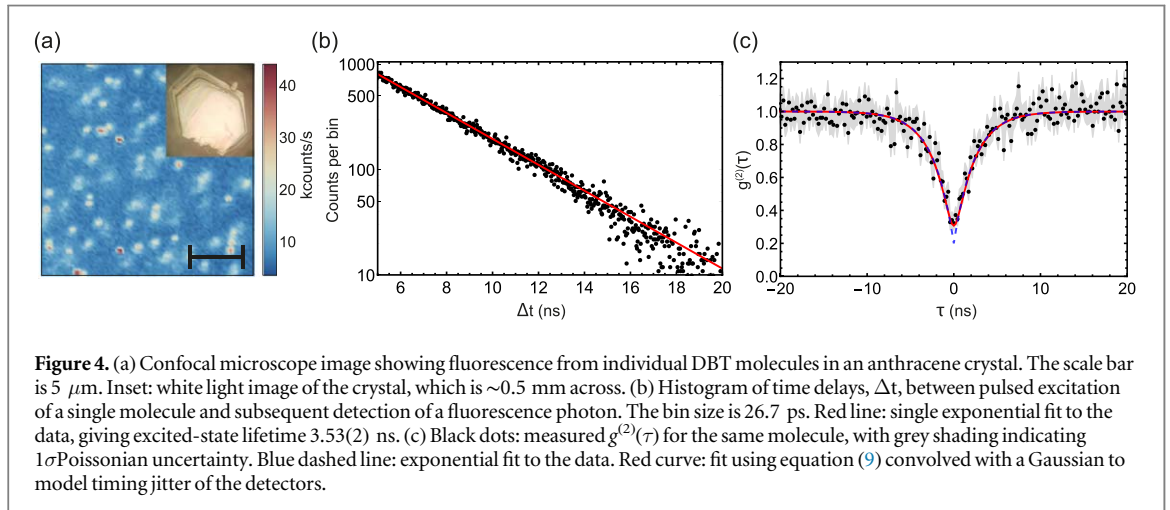 (a)
(b)
(c)
40
30
20
10
kcounts/s
1000
500
100
50
10
Counts per bin
6 8 10 12 14 16 18 20
Δt (ns)
1.2
1.0
0.8
0.6
0.4
0.2
0.0
g⁽²⁾(τ)
−20 −10 0 10 20
τ (ns)
Figure 4. (a) Confocal microscope image showing fluorescence from individual DBT molecules in an anthracene crystal. The scale bar
is 5 μm. Inset: white light image of the crystal, which is ~0.5 mm across. (b) Histogram of time delays, Δt, between pulsed excitation
of a single molecule and subsequent detection of a fluorescence photon. The bin size is 26.7 ps. Red line: single exponential fit to the
data, giving excited-state lifetime 3.53(2) ns. (c) Black dots: measured g⁽²⁾(τ) for the same molecule, with grey shading indicating
1σPoissonian uncertainty. Blue dashed line: exponential fit to the data. Red curve: fit using equation (9) convolved with a Gaussian to
model timing jitter of the detectors.